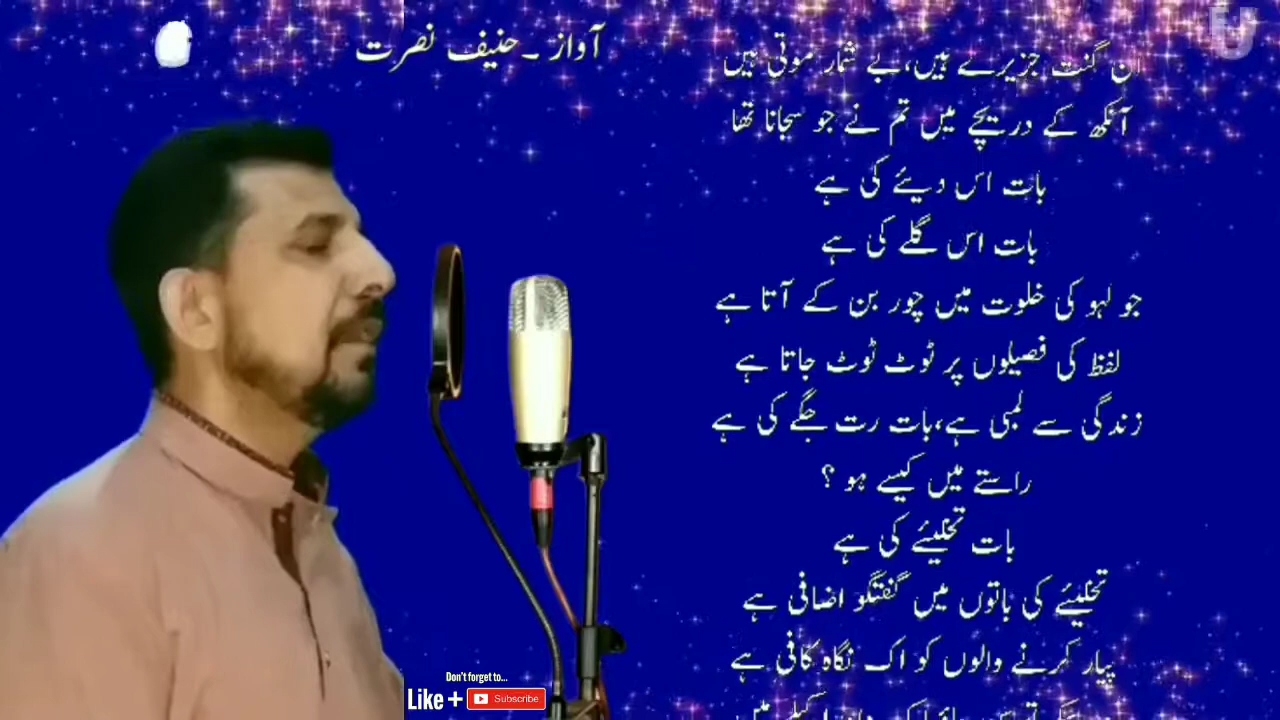 آواز ۔حنیف نصرت
ان گنت جزیرے ہیں،بے شمار موتی ہیں
آنکھ کے دریچے میں تم نے جو سجانا تھا
بات اس دیئے کی ہے
بات اس گلے کی ہے
جو لہو کی خلوت میں چور بن کے آتا ہے
لفظ کی فصیلوں پر ٹوٹ ٹوٹ جاتا ہے
زندگی سے لمبی ہے،بات رت جگے کی ہے
راستے میں کیسے ہو ؟
بات تخلیئے کی ہے
تخلیئے کی باتوں میں گفتگو اضافی ہے
پیار کرنے والوں کو اک نگاہ کافی ہے
Don't forget to...
Like + Subscribe